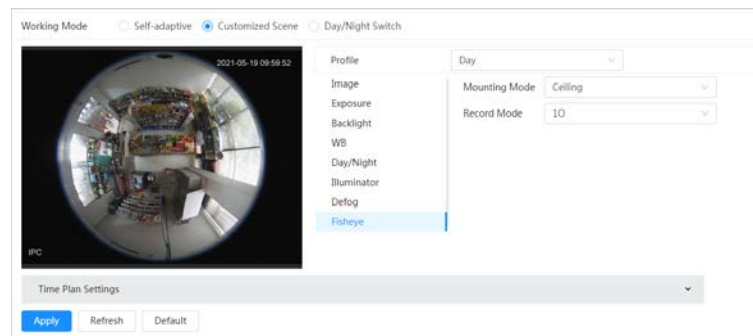 Working Mode Self-adaptive Customized Scene Day/Night Switch
2021-05-19 09:59:52
Profile Day
Image
Mounting Mode Ceiling
Exposure
Record Mode 1O
Backlight
WB
Day/Night
Illuminator
Defog
Fisheye
IPC
Time Plan Settings
Apply Refresh Default